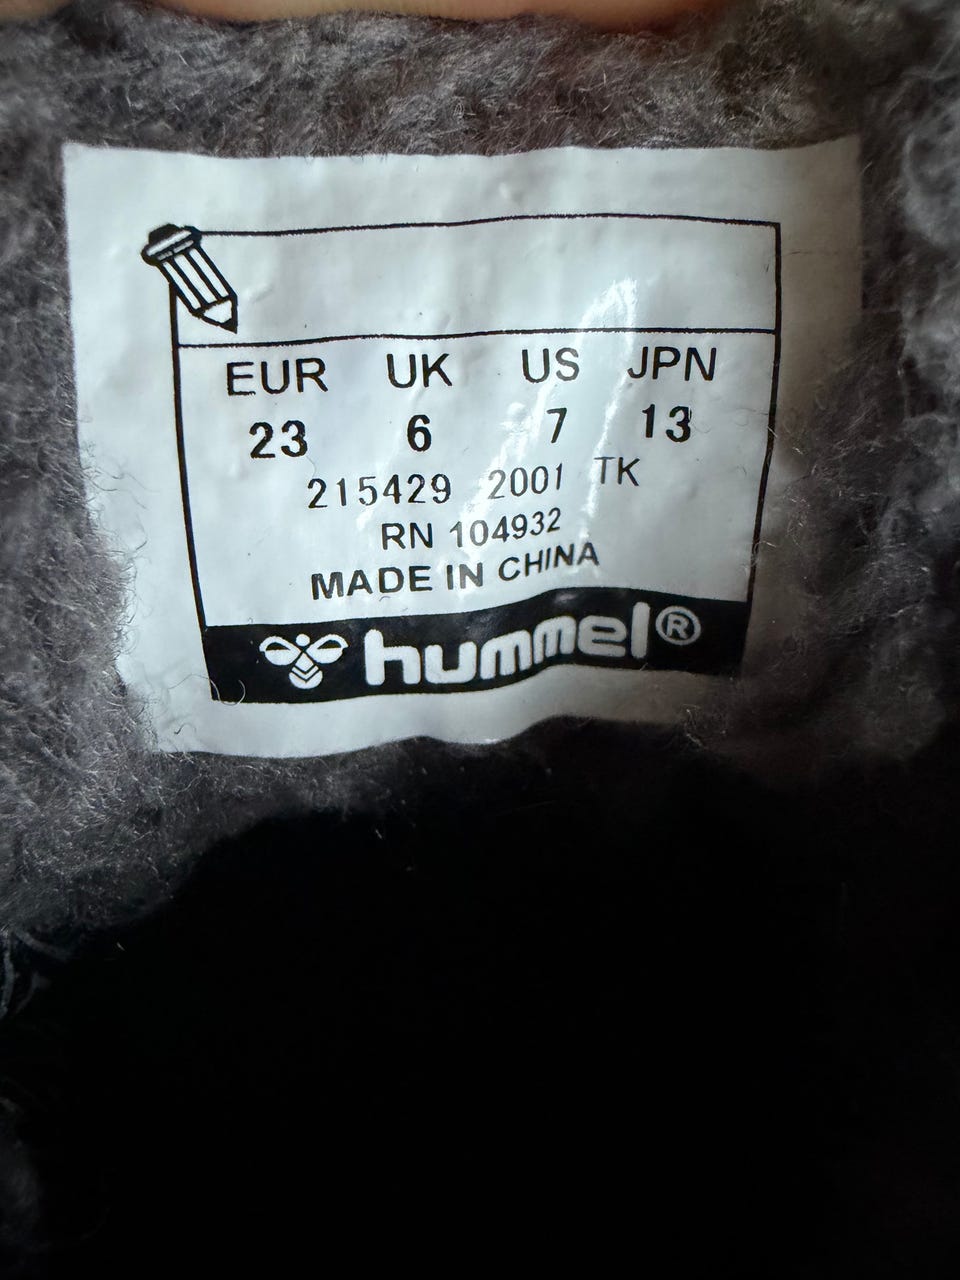 EUR UK US JPN
23 6 7 13
215429 2001 TK
RN 104932
MADE IN CHINA
hummel®